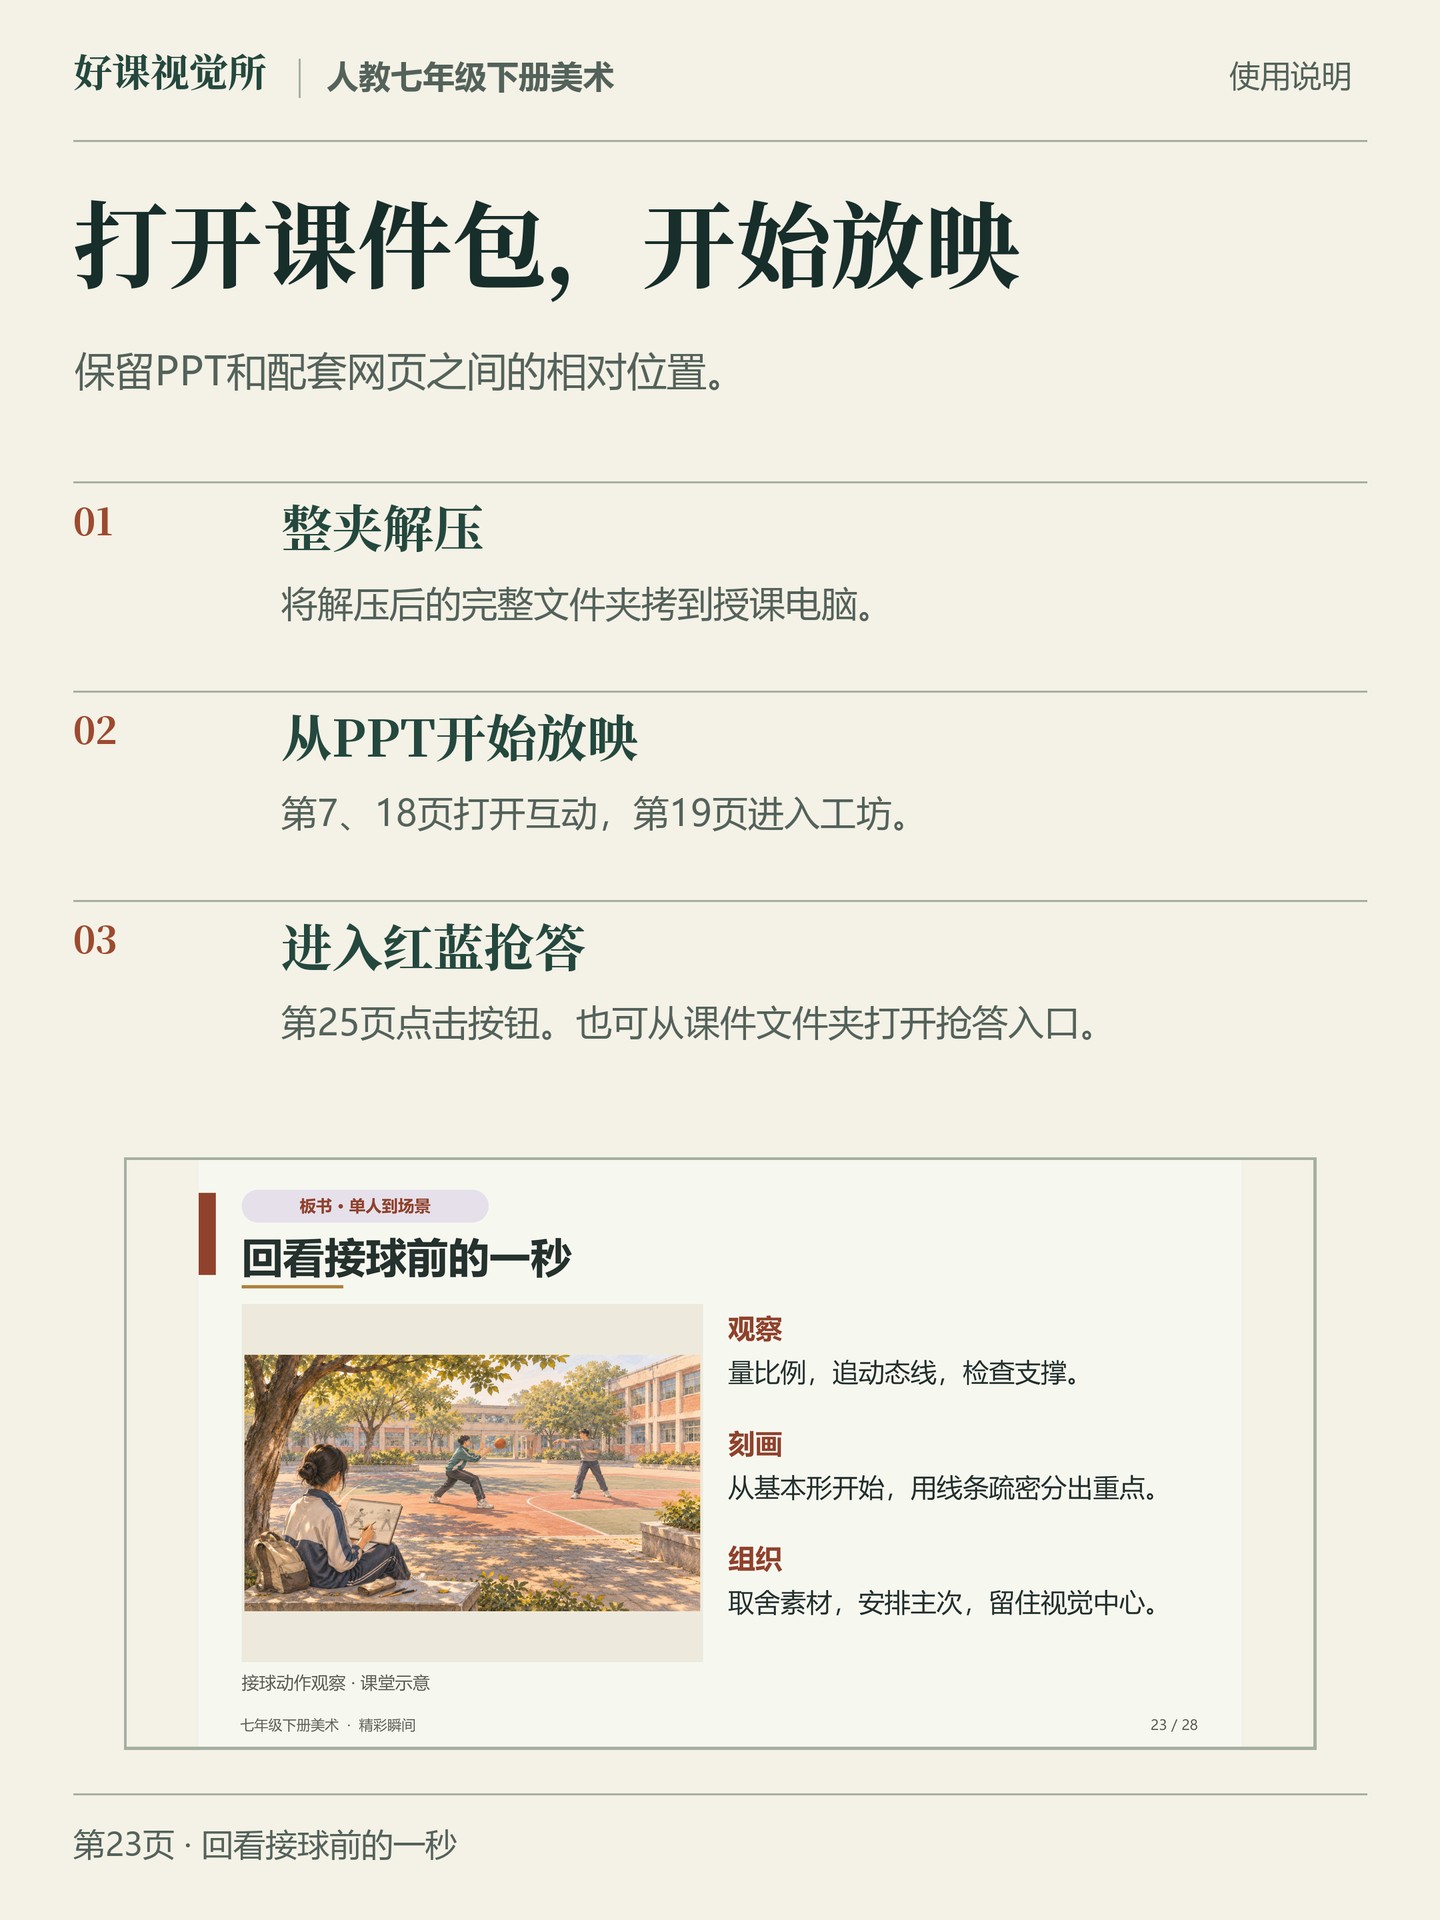 好课视觉所
人教七年级下册美术
使用说明
打开课件包，开始放映
保留PPT和配套网页之间的相对位置。
01
整夹解压
将解压后的完整文件夹拷到授课电脑。
02
从PPT开始放映
第7、18页打开互动，第19页进入工坊。
03
进入红蓝抢答
第25页点击按钮。也可从课件文件夹打开抢答入口。
板书·单人到场景
回看接球前的一秒
观察
量比例，追动态线，检查支撑。
刻画
从基本形开始，用线条疏密分出重点。
组织
取舍素材，安排主次，留住视觉中心。
接球动作观察·课堂示意
七年级下册美术 · 精彩瞬间
23 / 28
第23页·回看接球前的一秒